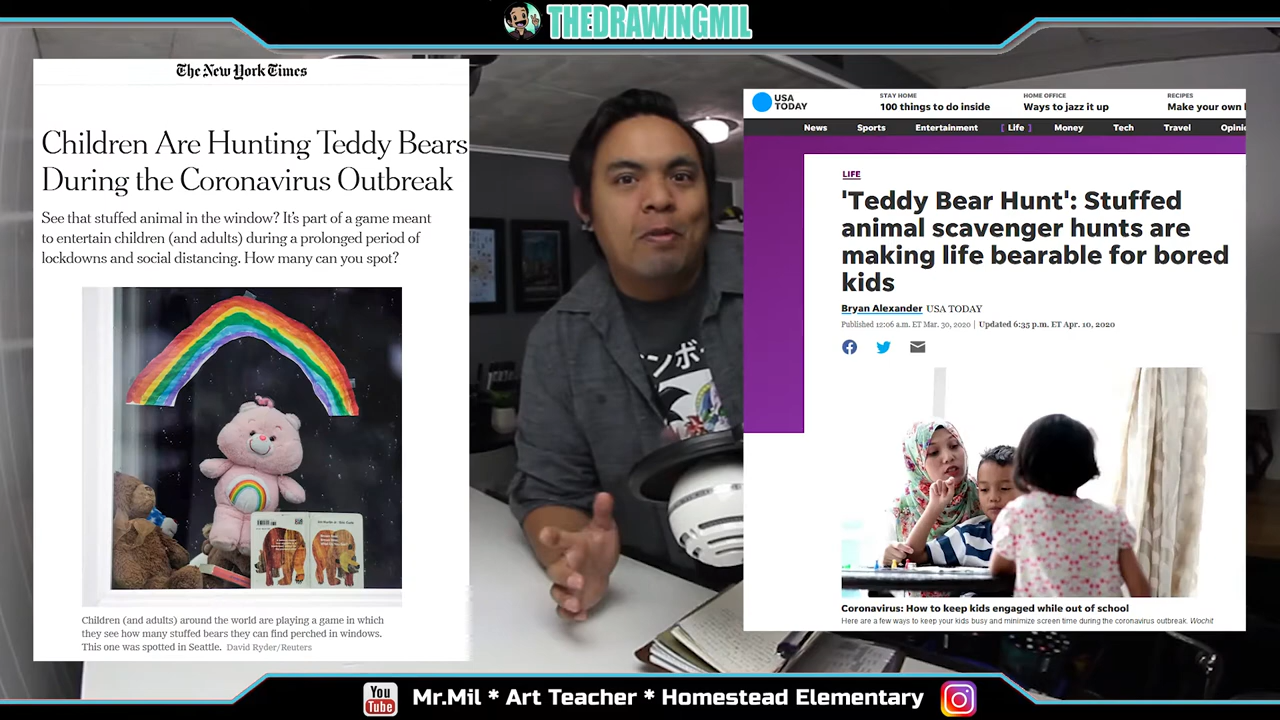 THEDRAWINGMIL
The New York Times
Children Are Hunting Teddy Bears
During the Coronavirus Outbreak
See that stuffed animal in the window? It's part of a game meant
to entertain children (and adults) during a prolonged period of
lockdowns and social distancing. How many can you spot?
Children (and adults) around the world are playing a game in which
they see how many stuffed bears they can find perched in windows.
This one was spotted in Seattle. David Ryder/Reuters
ンボ
USA
TODAY
STAY HOME
100 things to do inside
HOME OFFICE
Ways to jazz it up
RECIPES
Make your own
News Sports Entertainment [ Life ] Money Tech Travel
LIFE
'Teddy Bear Hunt': Stuffed
animal scavenger hunts are
making life bearable for bored
kids
Bryan Alexander USA TODAY
Published 12:06 a.m. ET Mar. 30, 2020 | Updated 6:35 p.m. ET Apr. 10, 2020
Coronavirus: How to keep kids engaged while out of school
Here are a few ways to keep your kids busy and minimize screen time during the coronavirus outbreak. Wochit
You
Tube
Mr.Mil * Art Teacher * Homestead Elementary